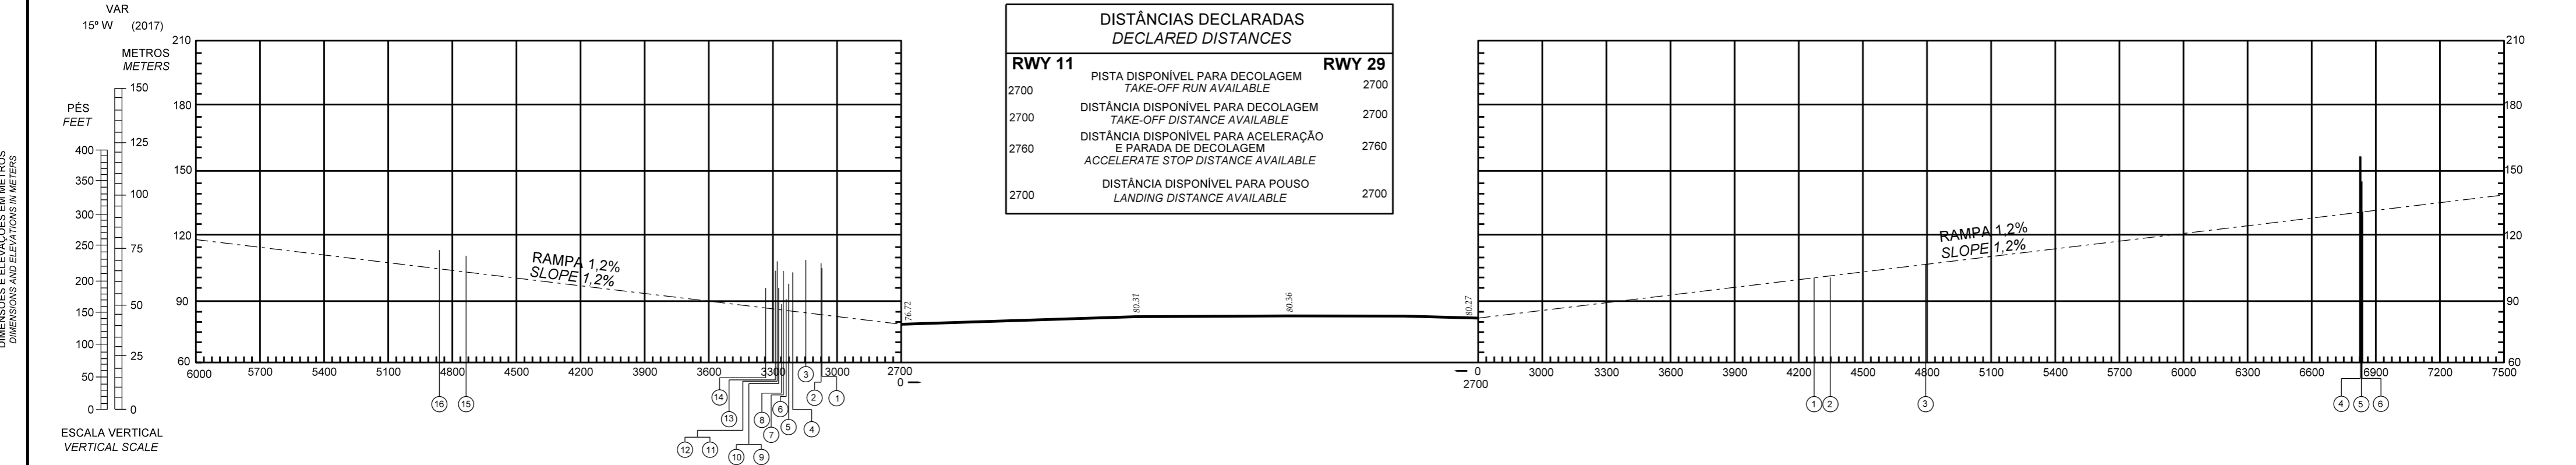 VAR
15º W (2017)
METROS
METERS
PÉS
FEET
150
125
100
75
50
25
0
400
350
300
250
200
150
100
50
0
ESCALA VERTICAL
VERTICAL SCALE
DIMENSÕES E ELEVAÇÕES EM METROS
DIMENSIONS AND ELEVATIONS IN METERS
210
180
150
120
90
60
RAMPA 1,2%
SLOPE 1,2%
6000 5700 5400 5100 4800 4500 4200 3900 3600 3300 3000 2700
0
16 15 14 13 12 11 10 9 8 7 6 5 4 3 2 1
DISTÂNCIAS DECLARADAS
DECLARED DISTANCES
RWY 11 RWY 29
PISTA DISPONÍVEL PARA DECOLAGEM
2700 TAKE-OFF RUN AVAILABLE 2700
DISTÂNCIA DISPONÍVEL PARA DECOLAGEM
2700 TAKE-OFF DISTANCE AVAILABLE 2700
DISTÂNCIA DISPONÍVEL PARA ACELERAÇÃO
2760 E PARADA DE DECOLAGEM 2760
ACCELERATE STOP DISTANCE AVAILABLE
DISTÂNCIA DISPONÍVEL PARA POUSO
2700 LANDING DISTANCE AVAILABLE 2700
76.72 80.31 80.36 80.27
210
180
150
120
90
60
RAMPA 1,2%
SLOPE 1,2%
0 3000 3300 3600 3900 4200 4500 4800 5100 5400 5700 6000 6300 6600 6900 7200 7500
2700
1 2 3 4 5 6